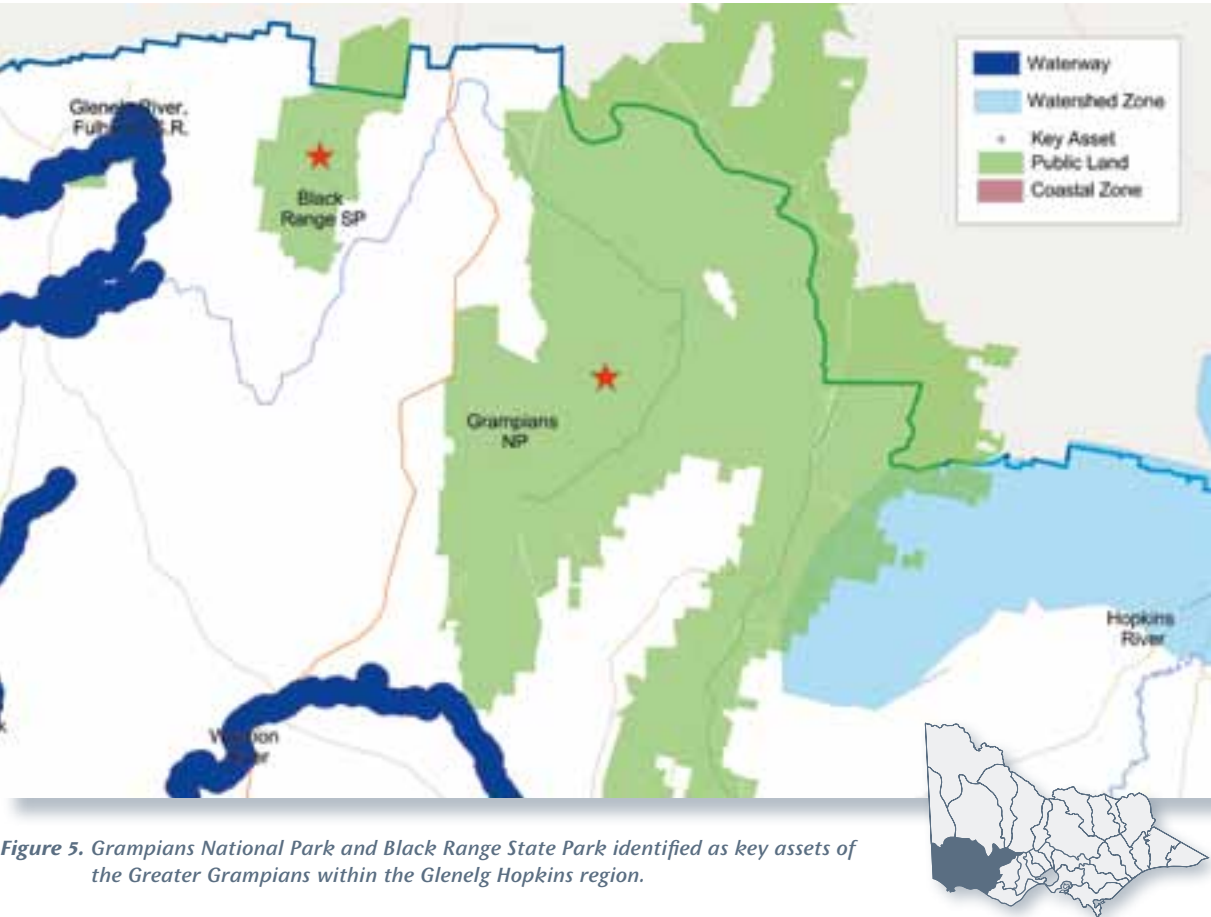 Glenelg River,
S.R.
Black
Range SP
Grampians
NP
Hopkins
River
Waterway
Watershed Zone
Key Asset
Public Land
Coastal Zone
Figure 5. Grampians National Park and Black Range State Park identified as key assets of
the Greater Grampians within the Glenelg Hopkins region.